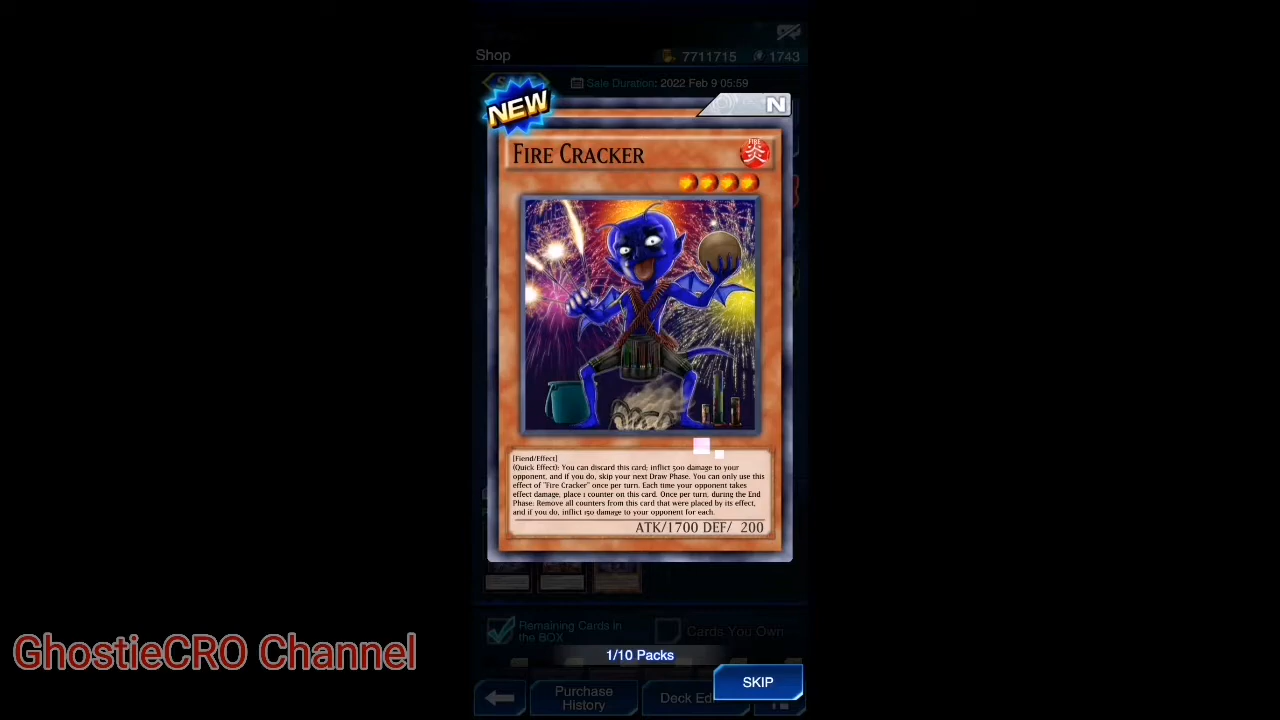 Shop
7711715
1743
Sale Duration: 2022 Feb 9 05:59
NEW
N
FIRE CRACKER
FIRE
炎
[Fiend/Effect]
(Quick Effect): You can discard this card; inflict 500 damage to your
opponent, and if you do, skip your next Draw Phase. You can only use this
effect of "Fire Cracker" once per turn. Each time your opponent takes
effect damage, place 1 counter on this card. Once per turn, during the End
Phase: Remove all counters from this card that were placed by its effect,
and if you do, inflict 150 damage to your opponent for each.
ATK/1700 DEF/ 200
Remaining Cards in
the BOX
Cards You Own
GhostieCRO Channel
1/10 Packs
SKIP
Purchase
History
Deck Edi